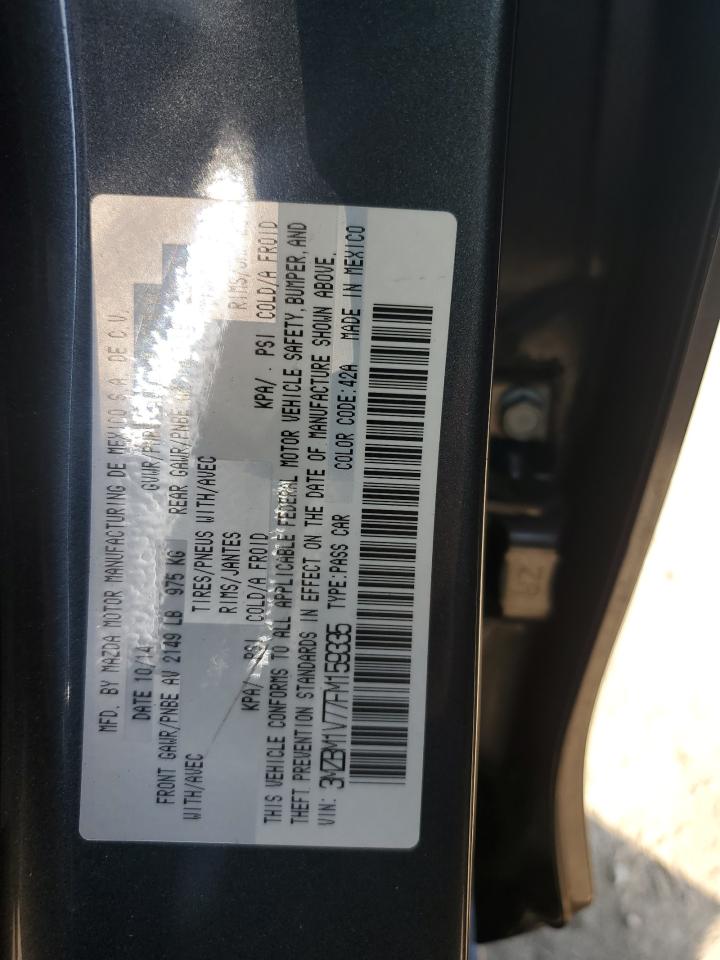 MFD. BY MAZDA MOTOR MANUFACTURING DE MEXICO S.A. DE C.V.
DATE 10/14 GVWR/
FRONT GAWR/PNBE AV 2149 LB 975 KG REAR GAWR/PNBE
WITH/AVEC TIRES/PNEUS WITH/AVEC
RIMS/JANTES
KPA/ PSI COLD/A FROID KPA/ . PSI COLD/A FROID
THIS VEHICLE CONFORMS TO ALL APPLICABLE FEDERAL MOTOR VEHICLE SAFETY, BUMPER, AND
THEFT PREVENTION STANDARDS IN EFFECT ON THE DATE OF MANUFACTURE SHOWN ABOVE.
VIN: 3MZBM1V77FM159335 TYPE:PASS CAR COLOR CODE:42A MADE IN MEXICO